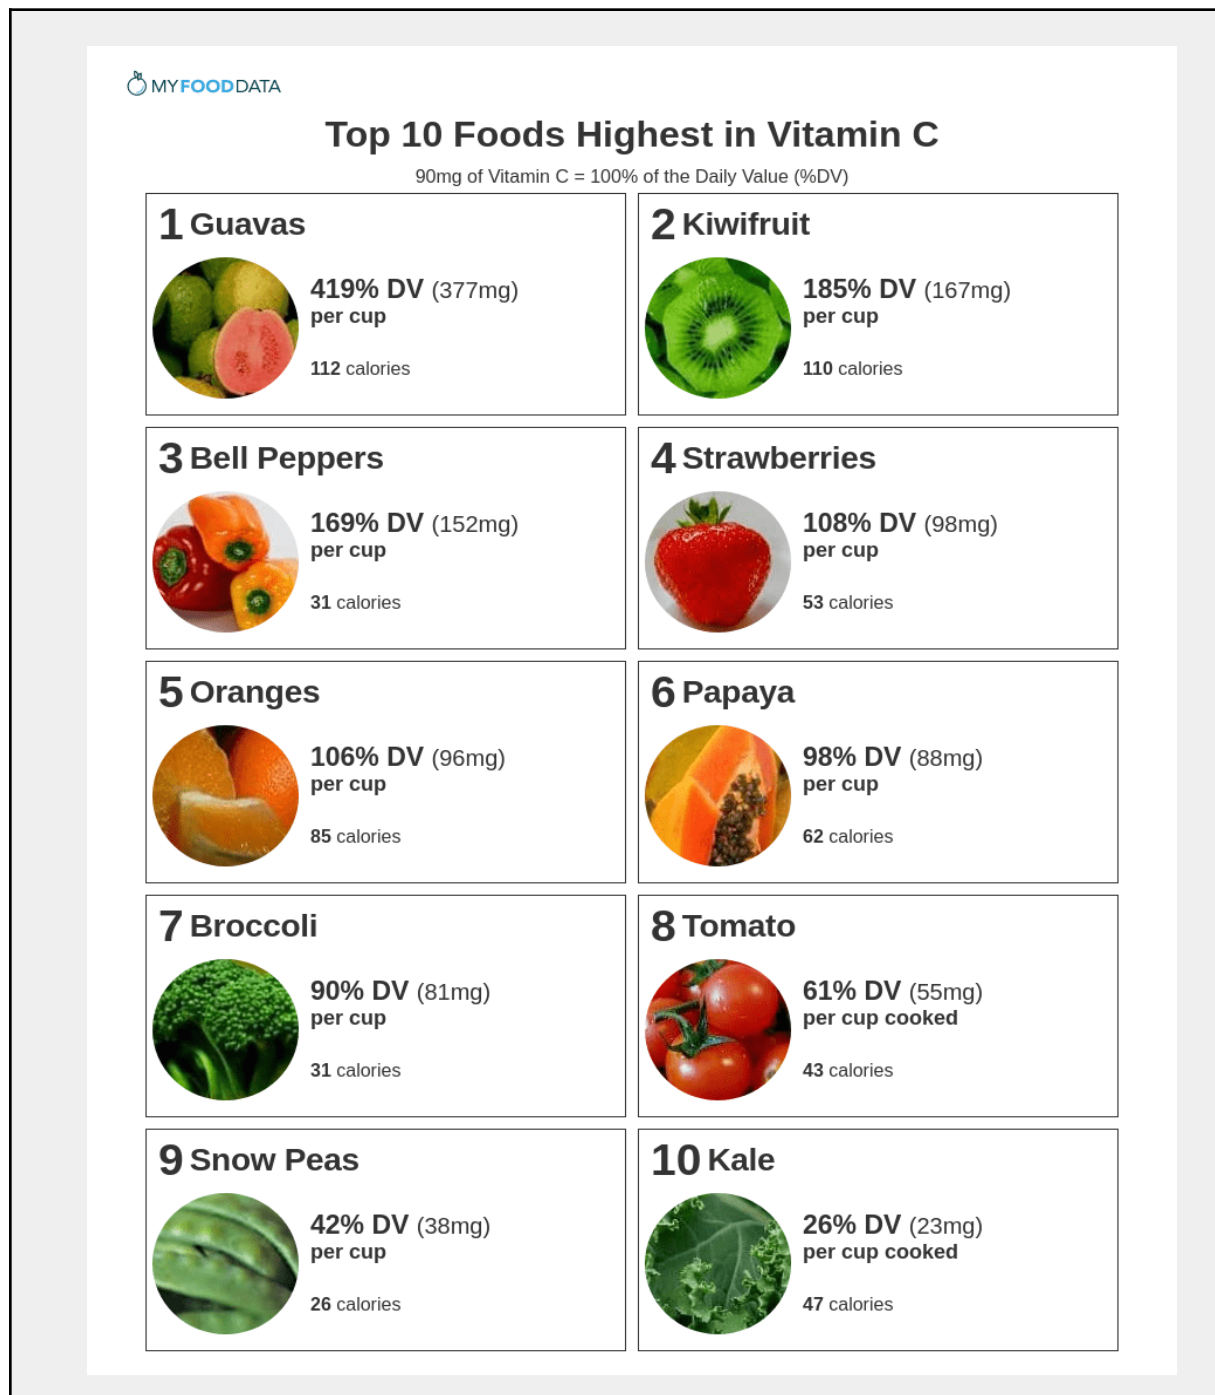 MYFOODDATA
Top 10 Foods Highest in Vitamin C
90mg of Vitamin C = 100% of the Daily Value (%DV)
1 Guavas
419% DV (377mg)
per cup
112 calories
2 Kiwifruit
185% DV (167mg)
per cup
110 calories
3 Bell Peppers
169% DV (152mg)
per cup
31 calories
4 Strawberries
108% DV (98mg)
per cup
53 calories
5 Oranges
106% DV (96mg)
per cup
85 calories
6 Papaya
98% DV (88mg)
per cup
62 calories
7 Broccoli
90% DV (81mg)
per cup
31 calories
8 Tomato
61% DV (55mg)
per cup cooked
43 calories
9 Snow Peas
42% DV (38mg)
per cup
26 calories
10 Kale
26% DV (23mg)
per cup cooked
47 calories